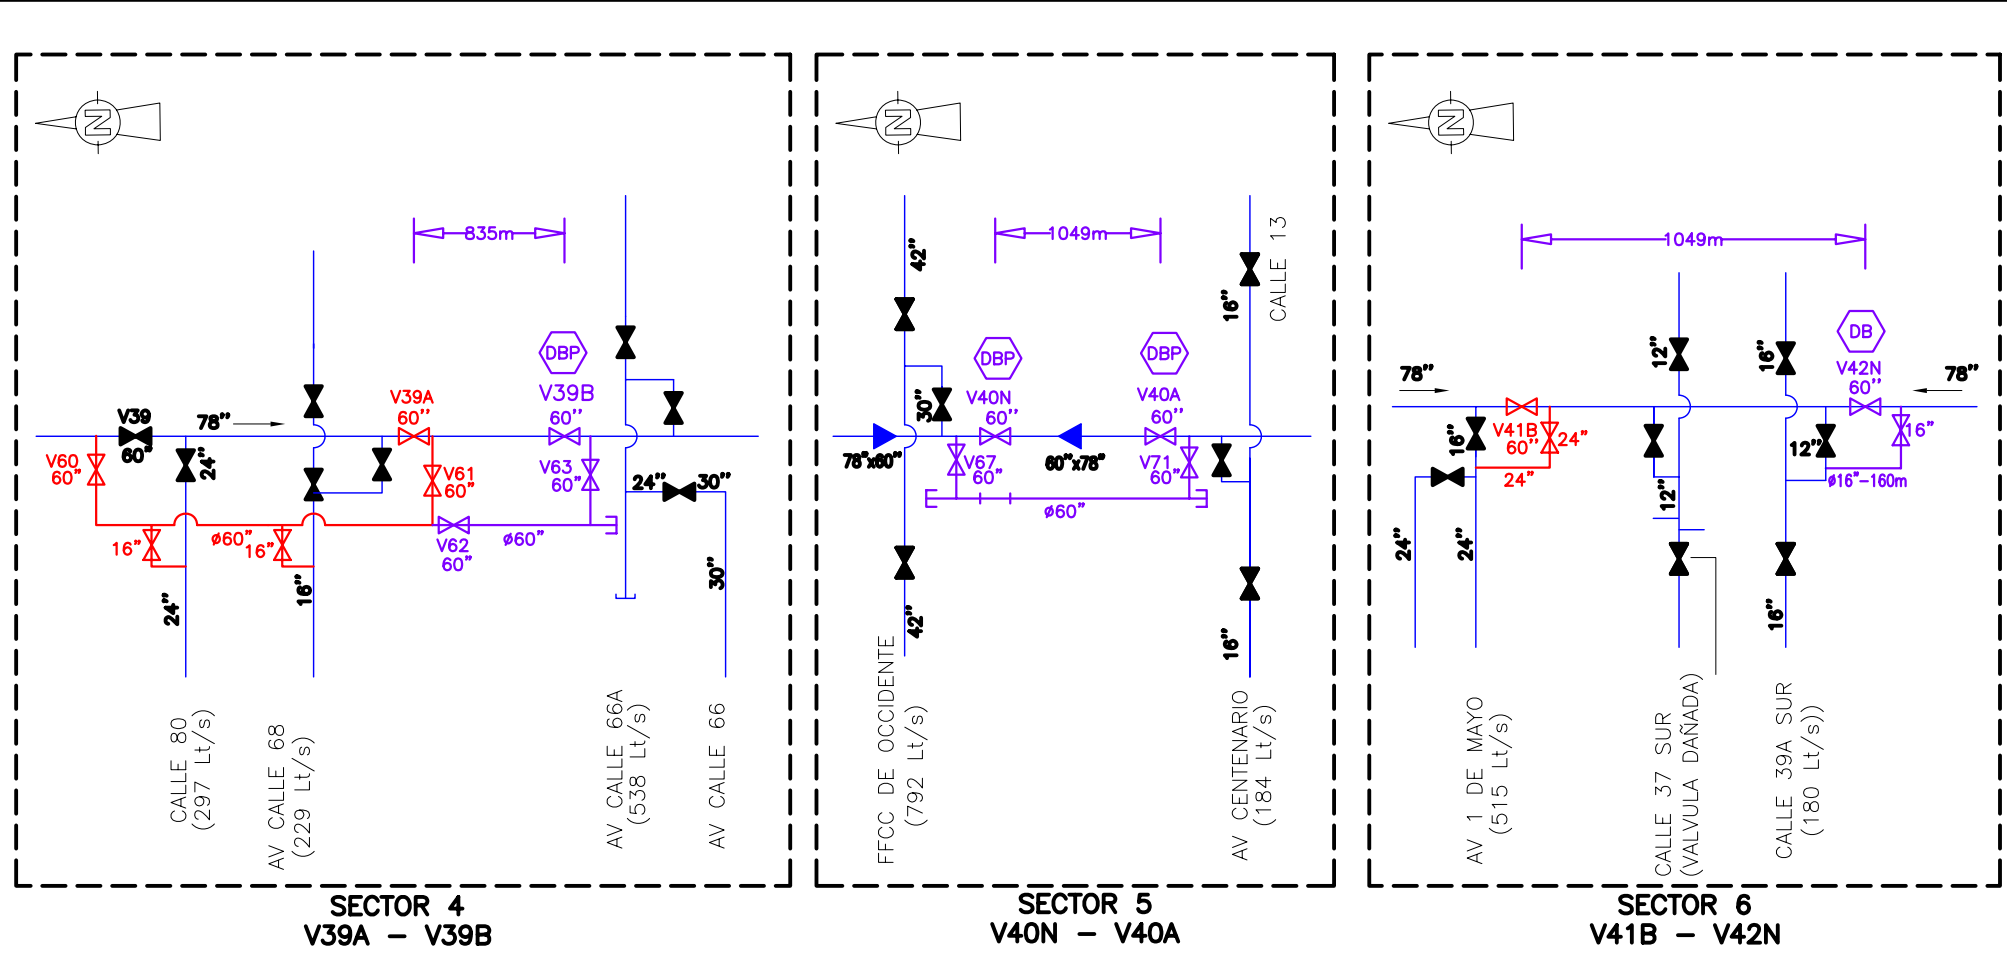 N
835m
DBP
V39B
60''
V39A
60''
V39
60"
78"
24"
V60
60"
V61
60"
V63
60"
24"
30"
16"
ø60"
16"
V62
60"
ø60"
24"
16"
30"
CALLE 80
(297 Lt/s)
AV CALLE 68
(229 Lt/s)
AV CALLE 66A
(538 Lt/s)
AV CALLE 66
SECTOR 4
V39A - V39B
N
42"
1049m
CALLE 13
16"
DBP
DBP
V40N
60''
V40A
60''
30"
78"x60"
60"x78"
V67
60"
V71
60"
ø60"
42"
16"
FFCC DE OCCIDENTE
(792 Lt/s)
AV CENTENARIO
(184 Lt/s)
SECTOR 5
V40N - V40A
N
1049m
DB
12"
16"
V42N
60''
78"
78"
16"
V41B
60"
24"
12"
16"
24"
12"
ø16"-160m
24"
24"
16"
AV 1 DE MAYO
(515 Lt/s)
CALLE 37 SUR
(VALVULA DAÑADA)
CALLE 39A SUR
(180 Lt/s))
SECTOR 6
V41B - V42N